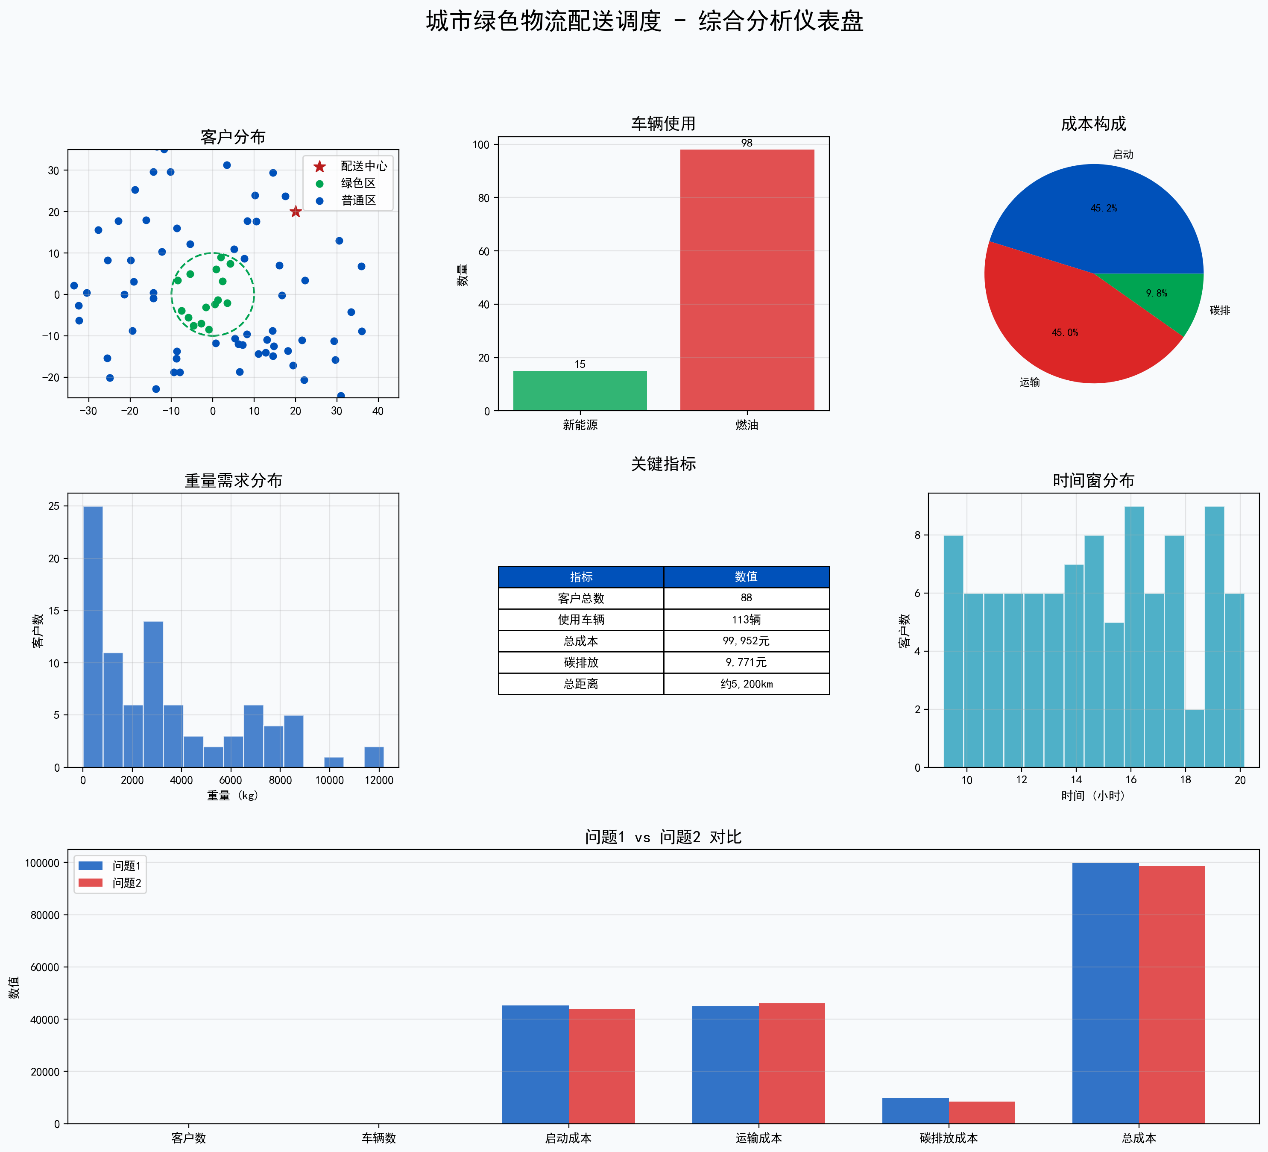 城市绿色物流配送调度 - 综合分析仪表盘
客户分布
30
20
10
0
−10
−20
−30
−20
−10
0
10
20
30
40
配送中心
绿色区
普通区
车辆使用
数量
100
80
60
40
20
0
15
98
新能源
燃油
成本构成
启动
45.2%
运输
45.0%
碳排
9.8%
重量需求分布
客户数
25
20
15
10
5
0
0
2000
4000
6000
8000
10000
12000
重量 (kg)
关键指标
指标 数值
客户总数 88
使用车辆 113辆
总成本 99,952元
碳排放 9,771元
总距离 约5,200km
时间窗分布
客户数
8
6
4
2
0
10
12
14
16
18
20
时间 (小时)
问题1 vs 问题2 对比
数值
100000
80000
60000
40000
20000
0
问题1
问题2
客户数
车辆数
启动成本
运输成本
碳排放成本
总成本